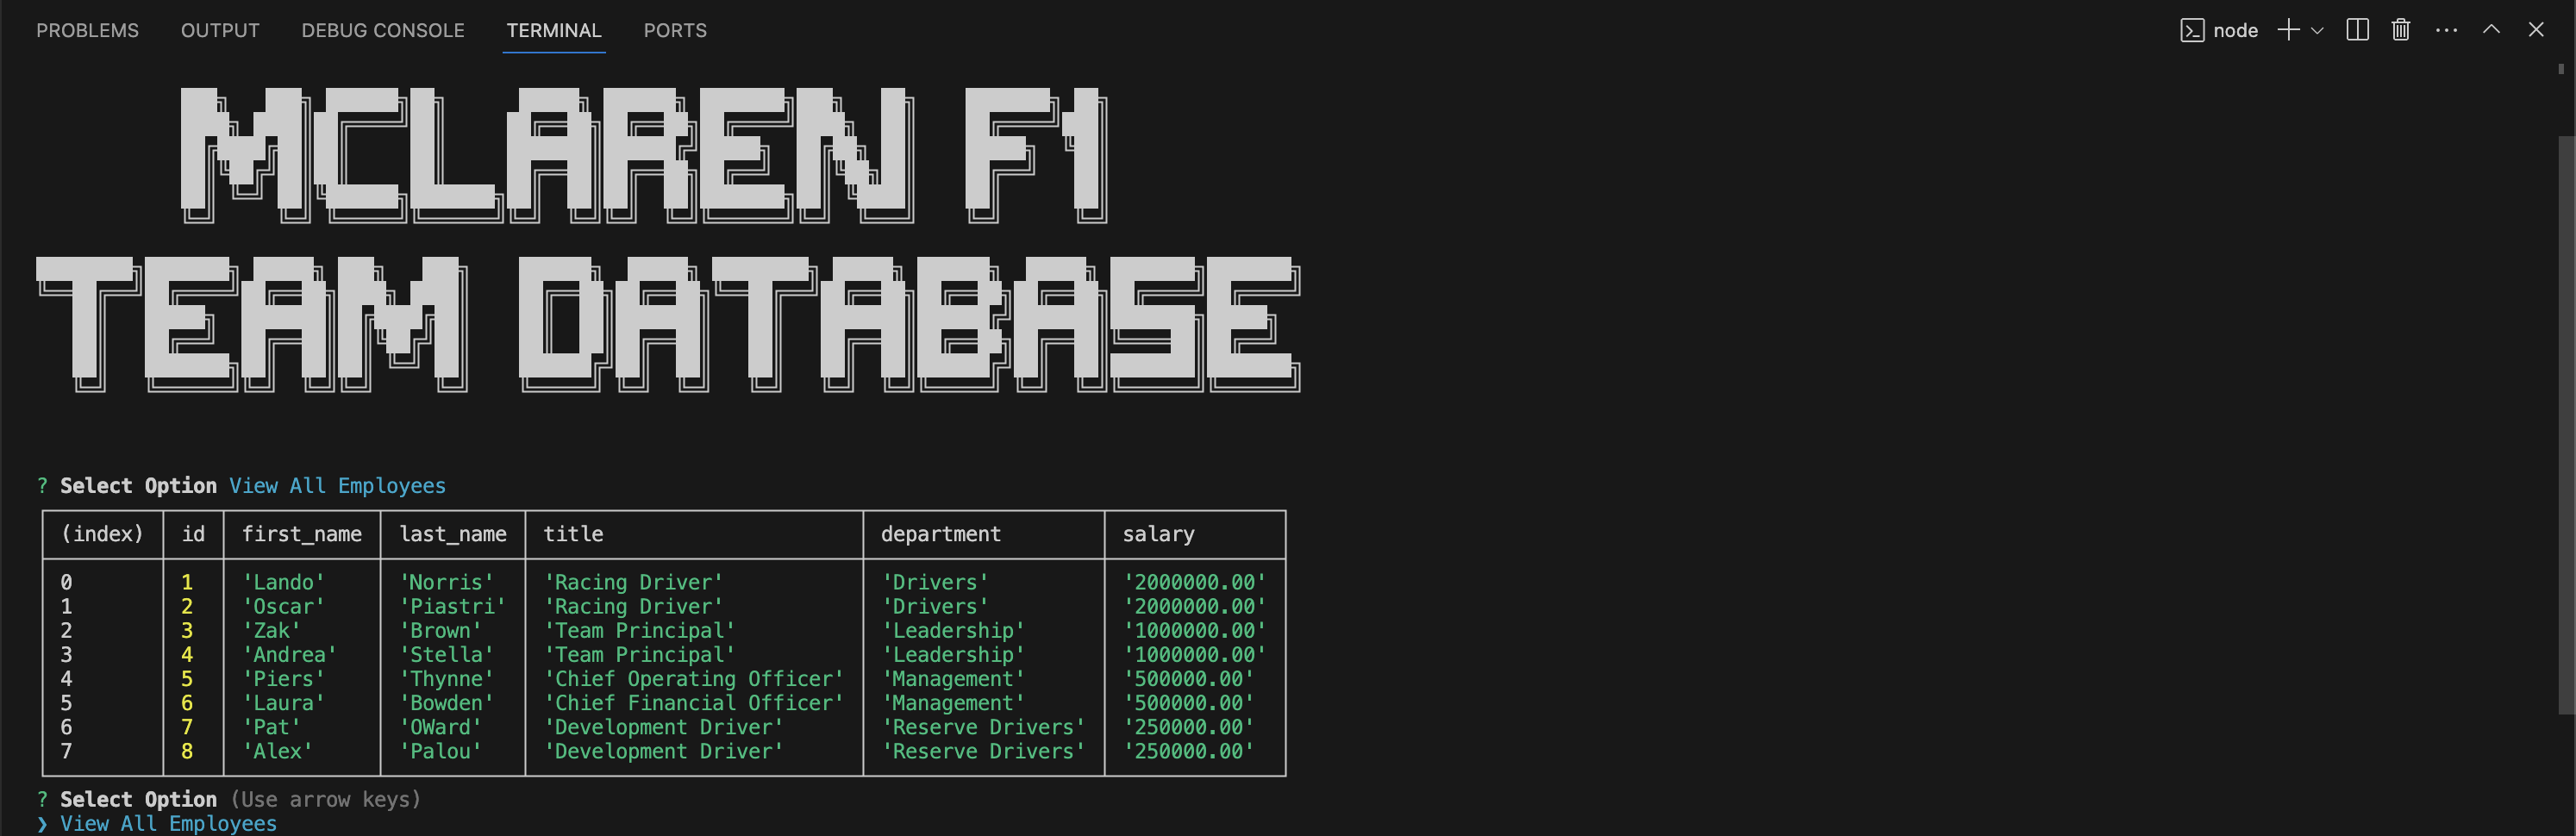 PROBLEMS OUTPUT DEBUG CONSOLE TERMINAL PORTS node
MCLAREN F1
TEAM DATABASE
? Select Option View All Employees
(index) id first_name last_name title department salary
0 1 'Lando' 'Norris' 'Racing Driver' 'Drivers' '2000000.00'
1 2 'Oscar' 'Piastri' 'Racing Driver' 'Drivers' '2000000.00'
2 3 'Zak' 'Brown' 'Team Principal' 'Leadership' '1000000.00'
3 4 'Andrea' 'Stella' 'Team Principal' 'Leadership' '1000000.00'
4 5 'Piers' 'Thynne' 'Chief Operating Officer' 'Management' '500000.00'
5 6 'Laura' 'Bowden' 'Chief Financial Officer' 'Management' '500000.00'
6 7 'Pat' 'OWard' 'Development Driver' 'Reserve Drivers' '250000.00'
7 8 'Alex' 'Palou' 'Development Driver' 'Reserve Drivers' '250000.00'
? Select Option (Use arrow keys)
❯ View All Employees